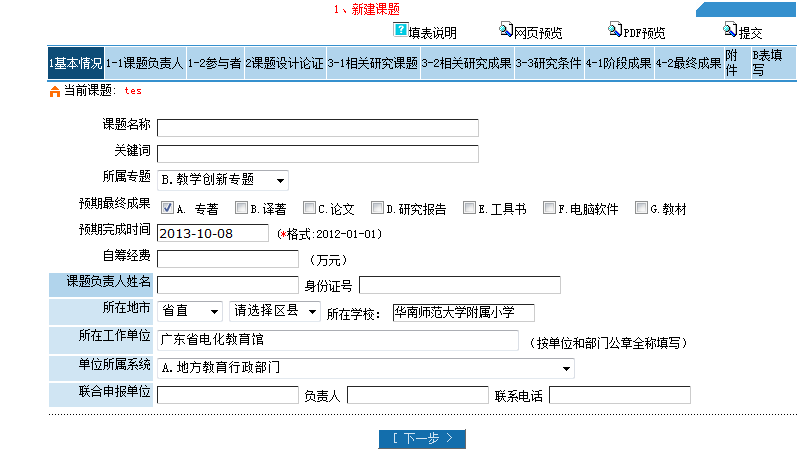 1、新建课题
填表说明 网页预览 PDF预览 提交
1基本情况 1-1课题负责人 1-2参与者 2课题设计论证 3-1相关研究课题 3-2相关研究成果 3-3研究条件 4-1阶段成果 4-2最终成果 附件 B表填写
当前课题: tes
课题名称
关键词
所属专题 B.教学创新专题
预期最终成果 A. 专著 B.译著 C.论文 D.研究报告 E.工具书 F.电脑软件 G.教材
预期完成时间 2013-10-08 (*格式:2012-01-01)
自筹经费 （万元）
课题负责人姓名 身份证号
所在地市 省直 请选择区县 所在学校: 华南师范大学附属小学
所在工作单位 广东省电化教育馆 （按单位和部门公章全称填写）
单位所属系统 A.地方教育行政部门
联合申报单位 负责人 联系电话
[ 下一步 >